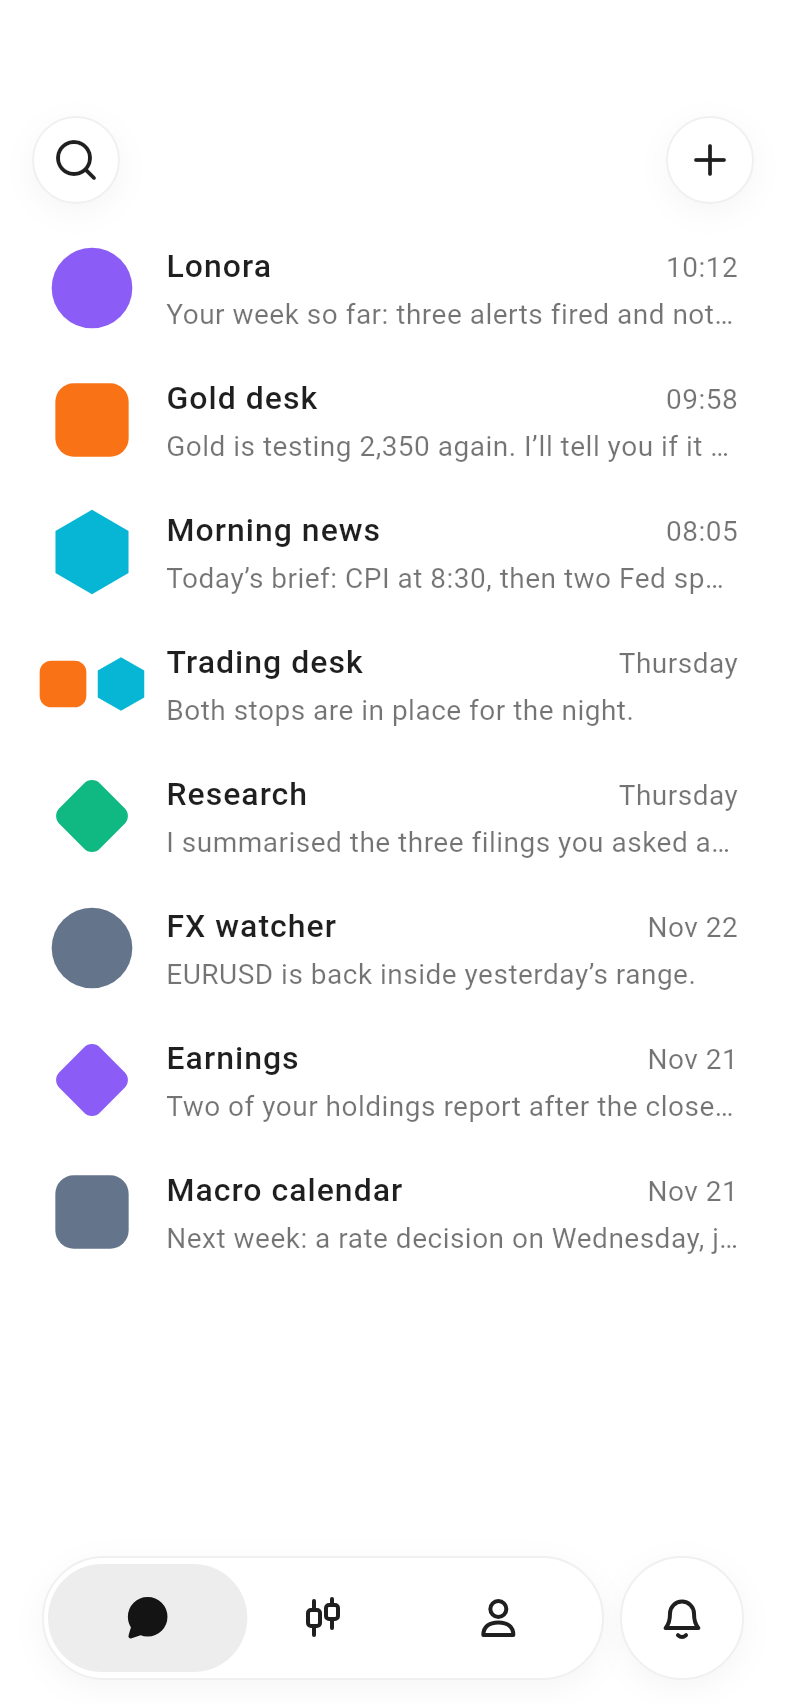 Lonora
10:12
Your week so far: three alerts fired and not…
Gold desk
09:58
Gold is testing 2,350 again. I’ll tell you if it …
Morning news
08:05
Today’s brief: CPI at 8:30, then two Fed sp…
Trading desk
Thursday
Both stops are in place for the night.
Research
Thursday
I summarised the three filings you asked a…
FX watcher
Nov 22
EURUSD is back inside yesterday’s range.
Earnings
Nov 21
Two of your holdings report after the close…
Macro calendar
Nov 21
Next week: a rate decision on Wednesday, j…